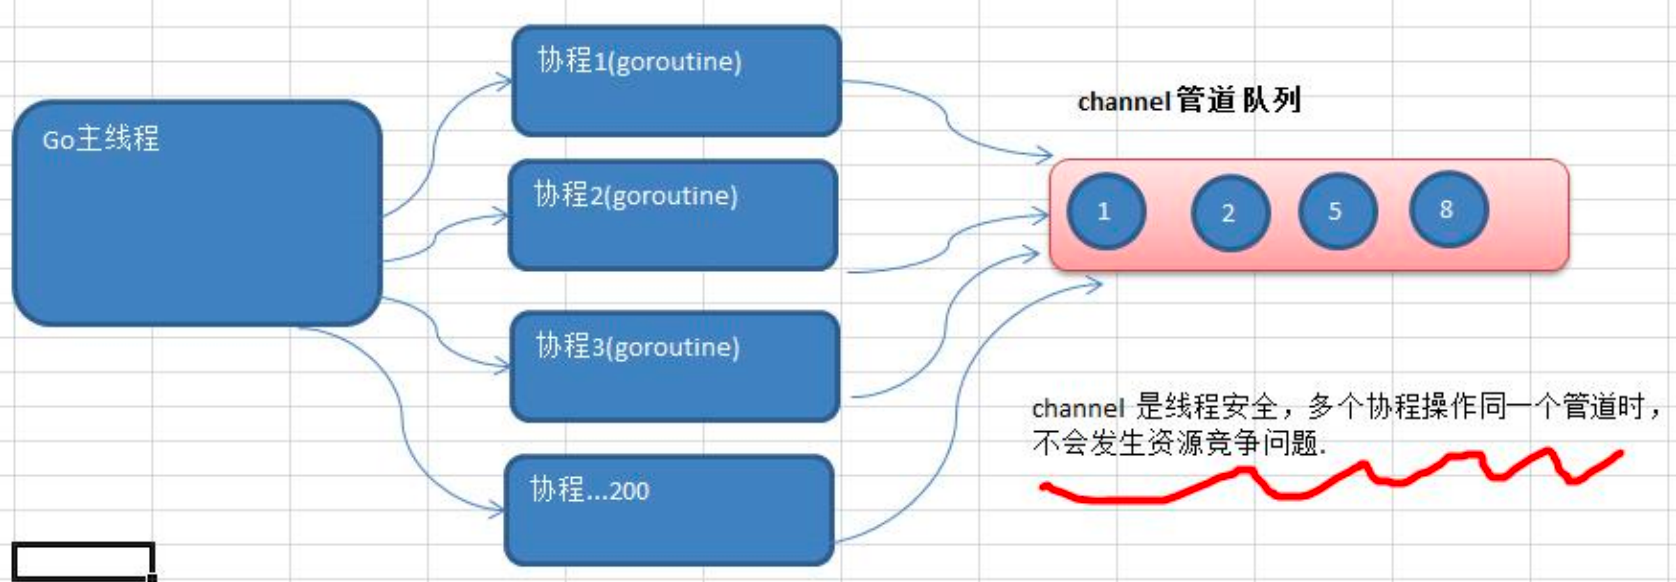 Go主线程
协程1(goroutine)
协程2(goroutine)
协程3(goroutine)
协程...200
channel 管道 队列
1 2 5 8
channel 是线程安全，多个协程操作同一个管道时，
不会发生资源竞争问题.